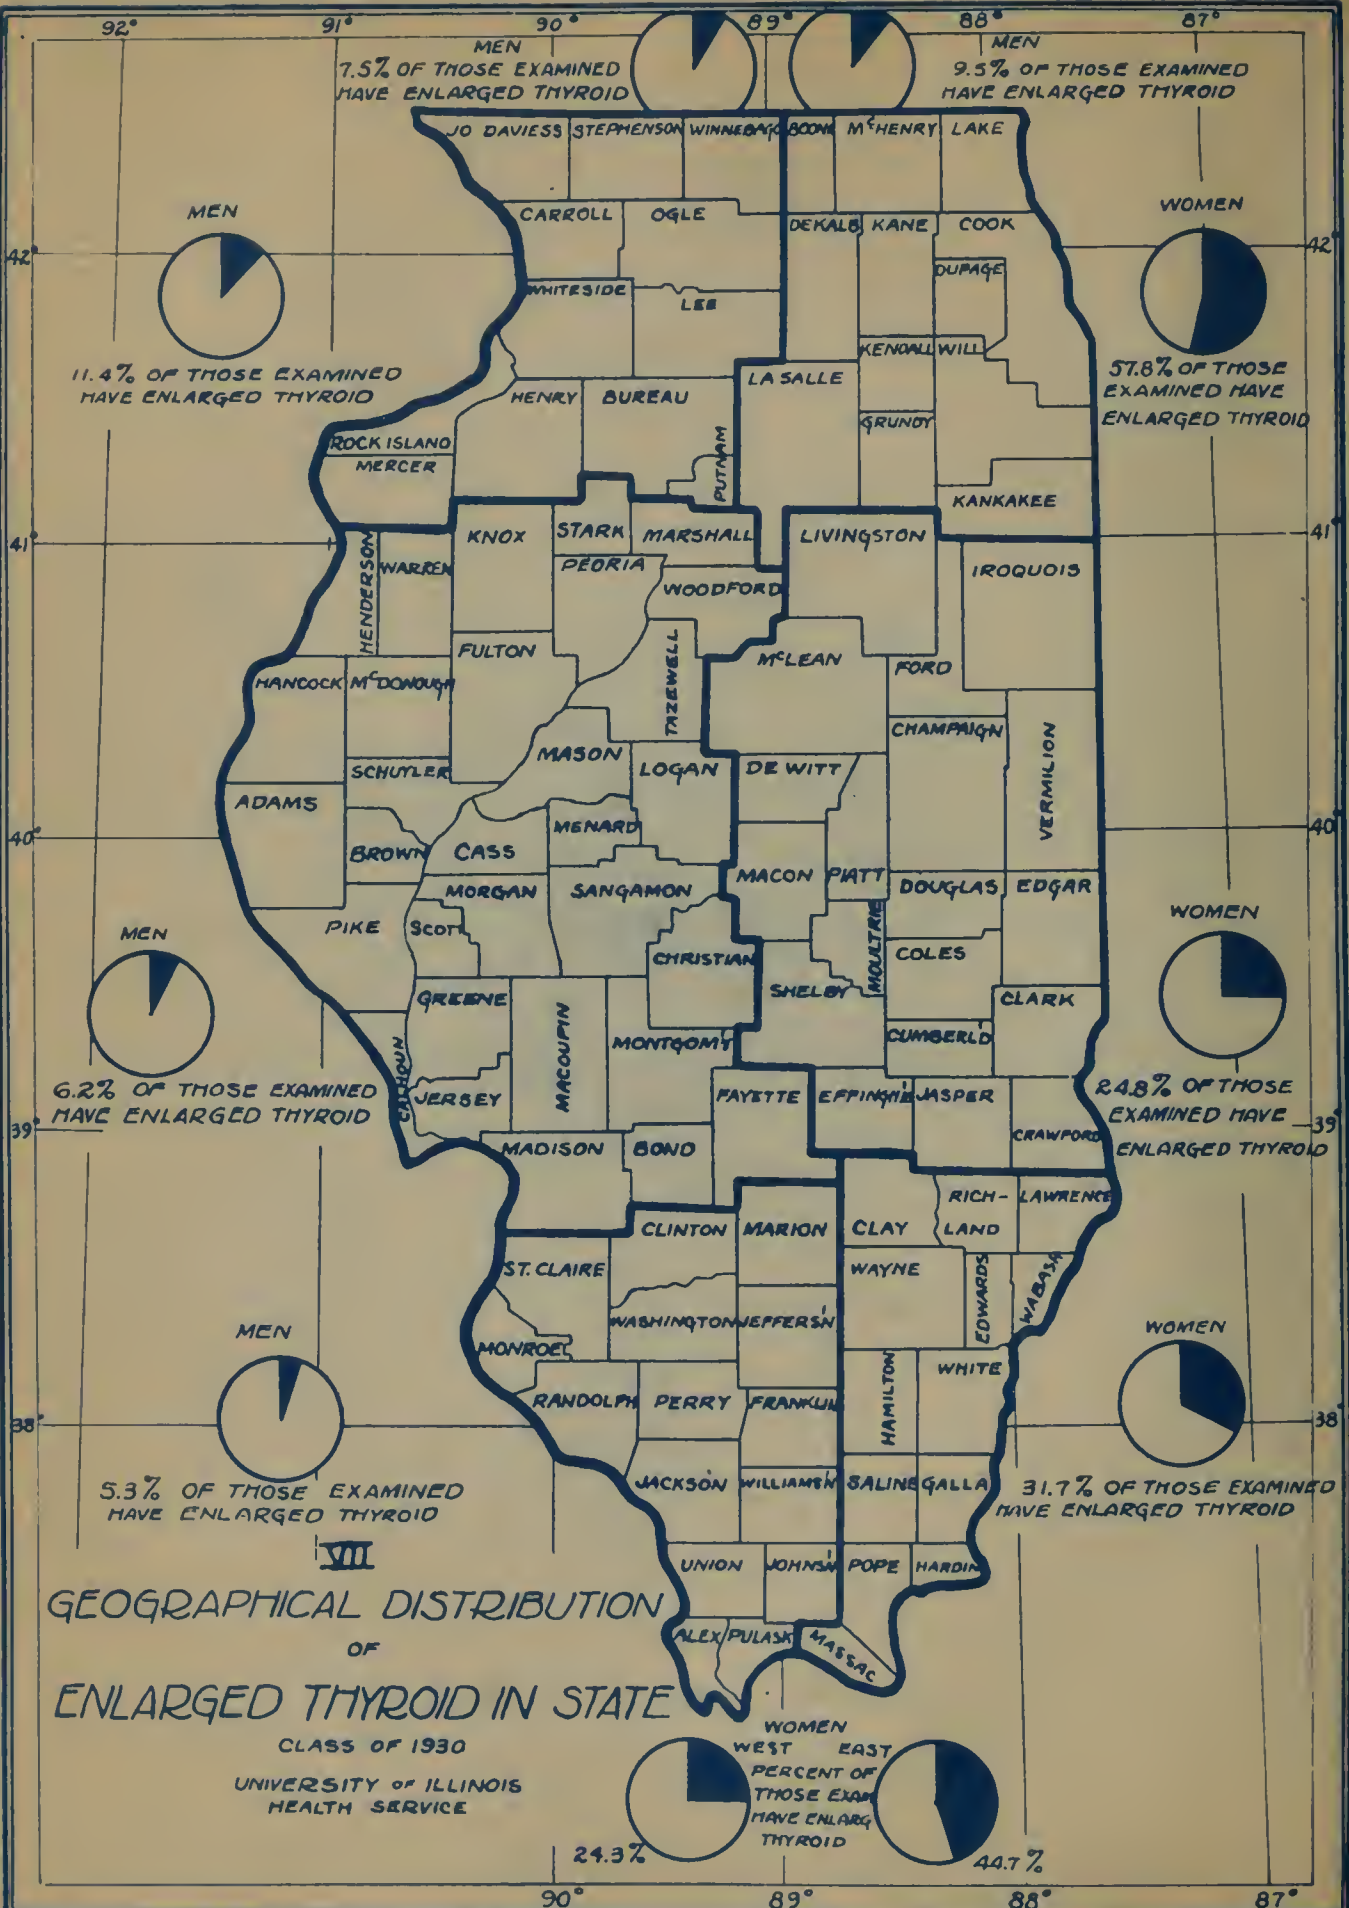 92° 91° 90° 89° 88° 87°
MEN
7.5% OF THOSE EXAMINED
HAVE ENLARGED THYROID
MEN
9.5% OF THOSE EXAMINED
HAVE ENLARGED THYROID
JO DAVIESS STEPHENSON WINNEBAGO BOONE McHENRY LAKE
MEN
11.4% OF THOSE EXAMINED
HAVE ENLARGED THYROID
WOMEN
57.8% OF THOSE
EXAMINED HAVE
ENLARGED THYROID
CARROLL OGLE DEKALB KANE COOK
42° 42°
DUPAGE
WHITESIDE LEE
KENDALL WILL
LA SALLE
HENRY BUREAU
GRUNDY
ROCK ISLAND
MERCER
PUTNAM
KANKAKEE
41° 41°
HENDERSON
WARREN
KNOX
STARK
MARSHALL
LIVINGSTON
PEORIA
IROQUOIS
WOODFORD
FULTON
TAZEWELL
McLEAN
FORD
HANCOCK McDONOUGH
CHAMPAIGN
VERMILION
MASON
LOGAN
DE WITT
SCHUYLER
ADAMS
MENARD
40° 40°
BROWN
CASS
MACON PIATT
MORGAN
SANGAMON
DOUGLAS EDGAR
PIKE
SCOTT
MOULTRIE
CHRISTIAN
COLES
SHELBY
MEN
6.2% OF THOSE EXAMINED
HAVE ENLARGED THYROID
WOMEN
24.8% OF THOSE
EXAMINED HAVE
ENLARGED THYROID
GREENE
MACOUPIN
CLARK
CUMBERL'D
MONTGOM'Y
CALHOUN
JERSEY
FAYETTE
EFFINGH'E JASPER
39° 39°
CRAWFORD
MADISON BOND
RICH-
LAND
LAWRENCE
CLINTON MARION CLAY
ST. CLAIRE
WAYNE
EDWARDS
WABASH
WASHINGTON JEFFERS'N
MONROE
HAMILTON
WHITE
RANDOLPH PERRY FRANKLIN
38° 38°
MEN
5.3% OF THOSE EXAMINED
HAVE ENLARGED THYROID
WOMEN
31.7% OF THOSE EXAMINED
HAVE ENLARGED THYROID
JACKSON WILLIAMS'N SALINE GALLA
UNION JOHNS'N POPE HARDIN
ALEX PULASK MASSAC
VII
GEOGRAPHICAL DISTRIBUTION
OF
ENLARGED THYROID IN STATE
CLASS OF 1930
UNIVERSITY OF ILLINOIS
HEALTH SERVICE
WOMEN
WEST EAST
PERCENT OF
THOSE EXAM
HAVE ENLARG
THYROID
24.3% 44.7%
90° 89° 88° 87°